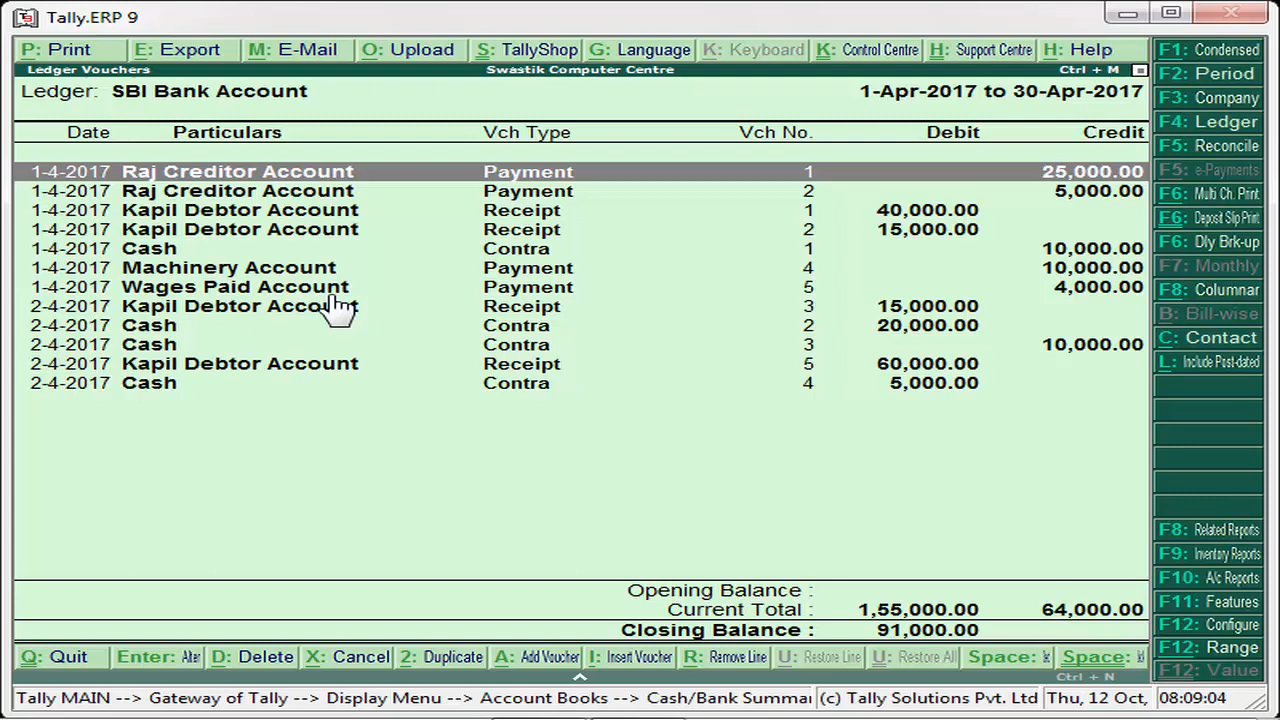 Tally.ERP 9
P: Print E: Export M: E-Mail O: Upload S: TallyShop G: Language K: Keyboard K: Control Centre H: Support Centre H: Help
Ledger Vouchers Swastik Computer Centre Ctrl + M
Ledger: SBI Bank Account 1-Apr-2017 to 30-Apr-2017
Date Particulars Vch Type Vch No. Debit Credit
1-4-2017 Raj Creditor Account Payment 1 25,000.00
1-4-2017 Raj Creditor Account Payment 2 5,000.00
1-4-2017 Kapil Debtor Account Receipt 1 40,000.00
1-4-2017 Kapil Debtor Account Receipt 2 15,000.00
1-4-2017 Cash Contra 1 10,000.00
1-4-2017 Machinery Account Payment 4 10,000.00
1-4-2017 Wages Paid Account Payment 5 4,000.00
2-4-2017 Kapil Debtor Account Receipt 3 15,000.00
2-4-2017 Cash Contra 2 20,000.00
2-4-2017 Cash Contra 3 10,000.00
2-4-2017 Kapil Debtor Account Receipt 5 60,000.00
2-4-2017 Cash Contra 4 5,000.00
Opening Balance :
Current Total : 1,55,000.00 64,000.00
Closing Balance : 91,000.00
F1: Condensed
F2: Period
F3: Company
F4: Ledger
F5: Reconcile
F5: e-Payments
F6: Multi Ch. Print
F6: Deposit Slip Print
F6: Dly Brk-up
F7: Monthly
F8: Columnar
B: Bill-wise
C: Contact
L: Include Post-dated
F8: Related Reports
F9: Inventory Reports
F10: A/c Reports
F11: Features
F12: Configure
F12: Range
F12: Value
Q: Quit Enter: Alter D: Delete X: Cancel 2: Duplicate A: Add Voucher I: Insert Voucher R: Remove Line U: Restore Line U: Restore All Space: Space:
Ctrl + N
Tally MAIN --> Gateway of Tally --> Display Menu --> Account Books --> Cash/Bank Summar (c) Tally Solutions Pvt. Ltd Thu, 12 Oct, 08:09:04